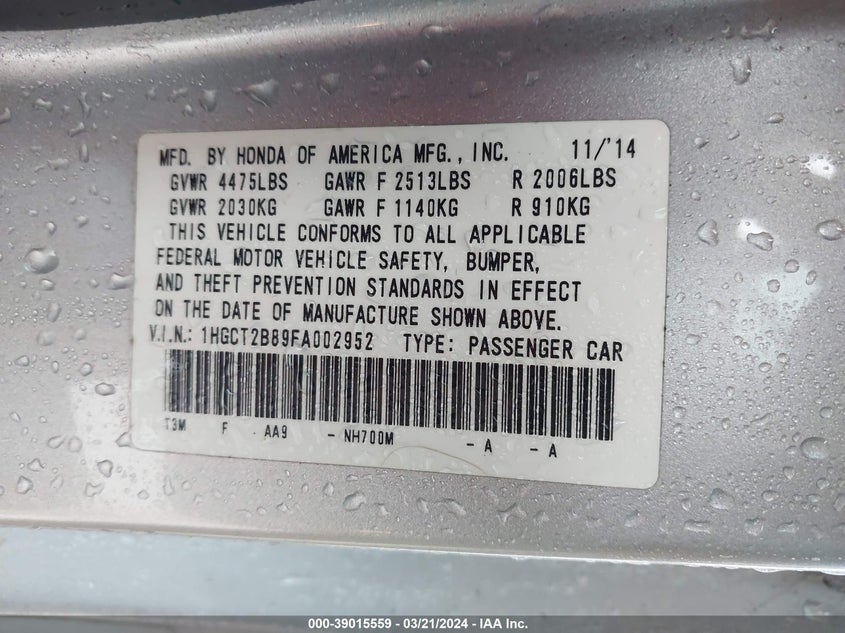 MFD. BY HONDA OF AMERICA MFG., INC. 11/'14
GVWR 4475LBS GAWR F 2513LBS R 2006LBS
GVWR 2030KG GAWR F 1140KG R 910KG
THIS VEHICLE CONFORMS TO ALL APPLICABLE
FEDERAL MOTOR VEHICLE SAFETY, BUMPER,
AND THEFT PREVENTION STANDARDS IN EFFECT
ON THE DATE OF MANUFACTURE SHOWN ABOVE.
V.I.N.: 1HGCT2B89FA002952 TYPE: PASSENGER CAR
T3M F AA9 - NH700M - A - A
000-39015559 - 03/21/2024 - IAA Inc.